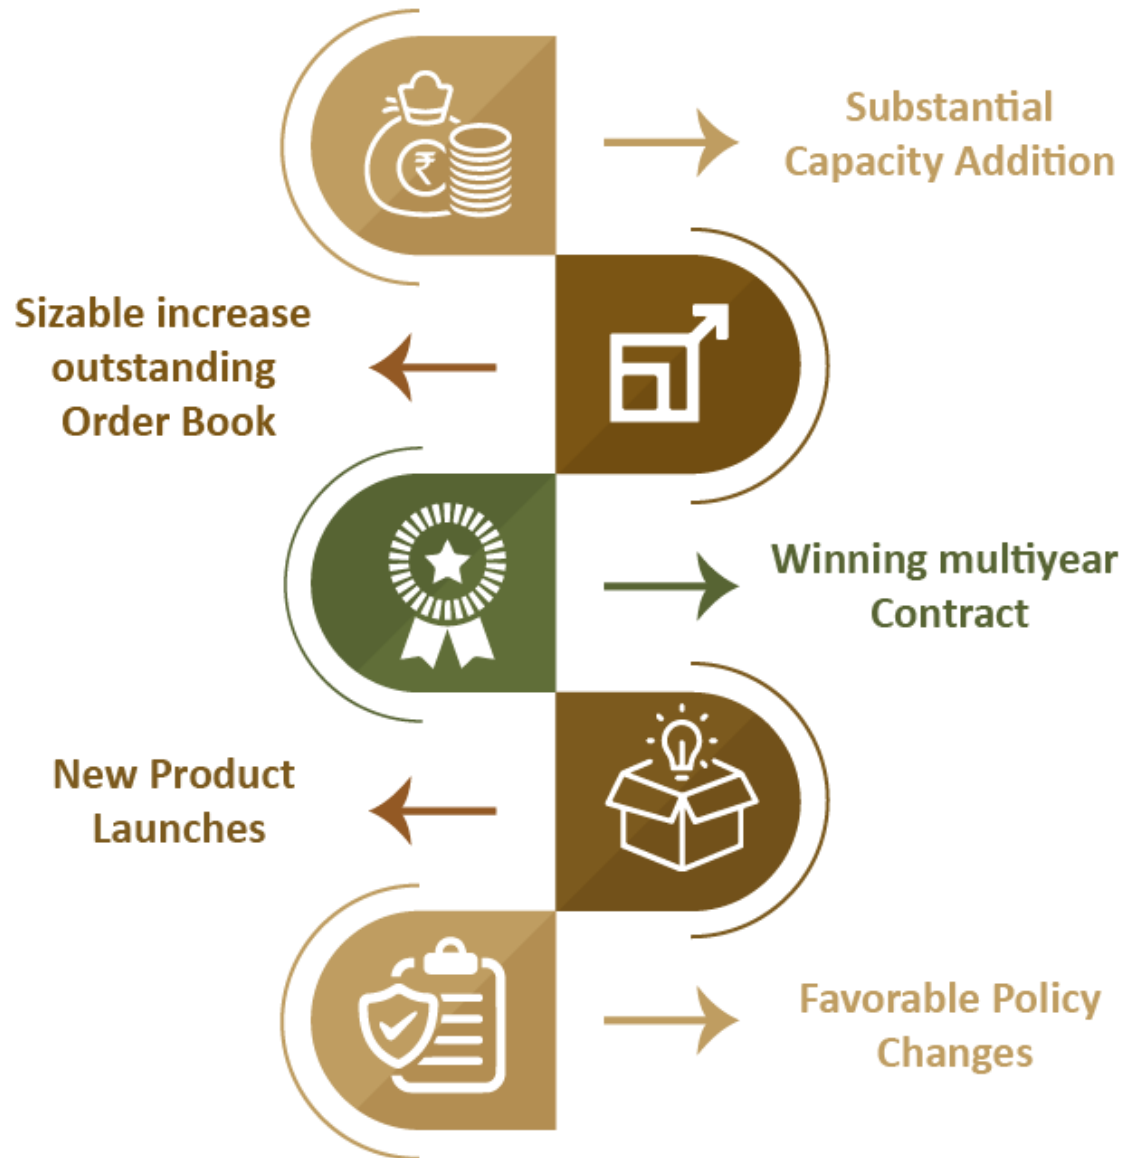 Substantial
Capacity Addition
₹
Sizable increase
outstanding
Order Book
Winning multiyear
Contract
New Product
Launches
Favorable Policy
Changes